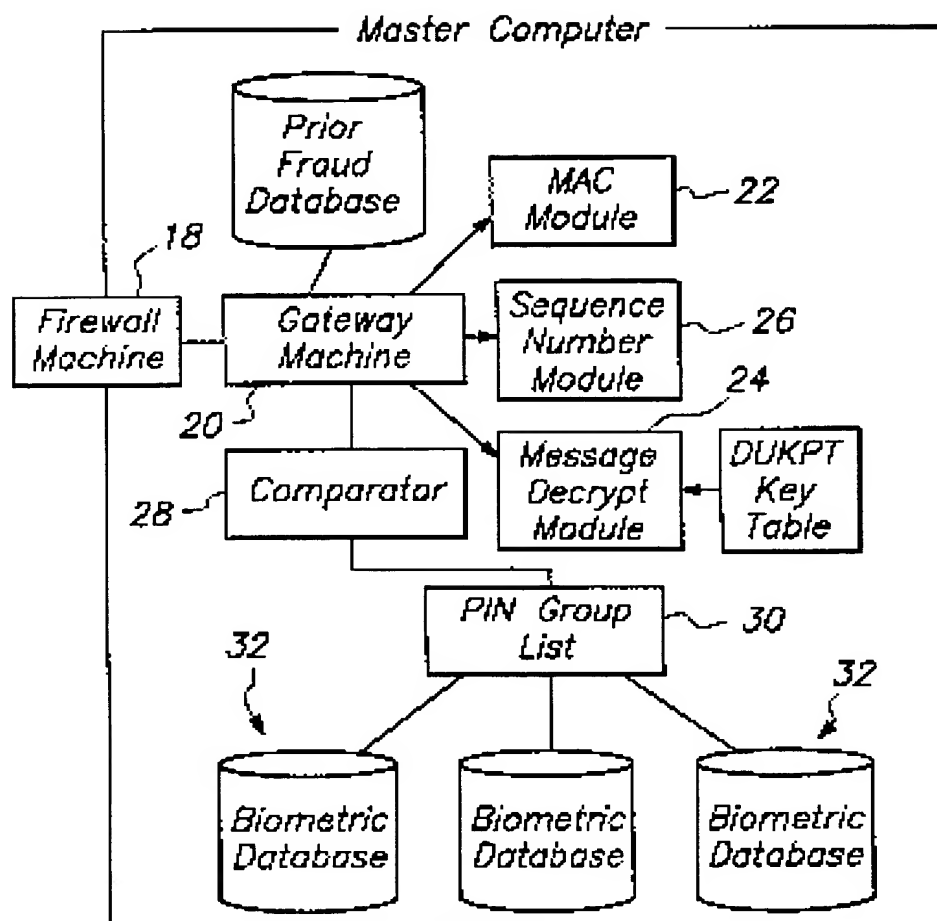 Master Computer
Prior
Fraud
Database
MAC
Module
22
18
Firewall
Machine
Gateway
Machine
20
Sequence
Number
Module
26
24
Comparator
28
Message
Decrypt
Module
DUKPT
Key
Table
PIN Group
List
30
32
32
Biometric
Database
Biometric
Database
Biometric
Database